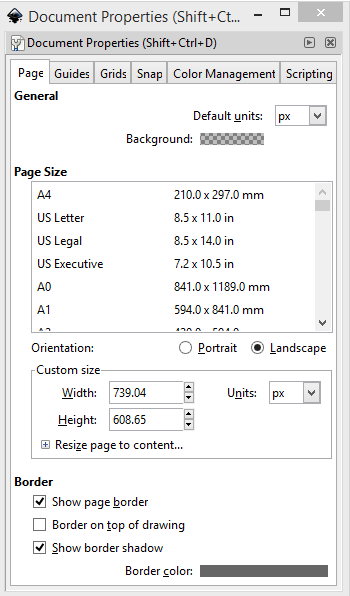 Document Properties (Shift+Ct...
Document Properties (Shift+Ctrl+D)
Page Guides Grids Snap Color Management Scripting
General
Default units: px
Background:
Page Size
A4 210.0 x 297.0 mm
US Letter 8.5 x 11.0 in
US Legal 8.5 x 14.0 in
US Executive 7.2 x 10.5 in
A0 841.0 x 1189.0 mm
A1 594.0 x 841.0 mm
Orientation: Portrait Landscape
Custom size
Width: 739.04 Units: px
Height: 608.65
Resize page to content...
Border
Show page border
Border on top of drawing
Show border shadow
Border color: